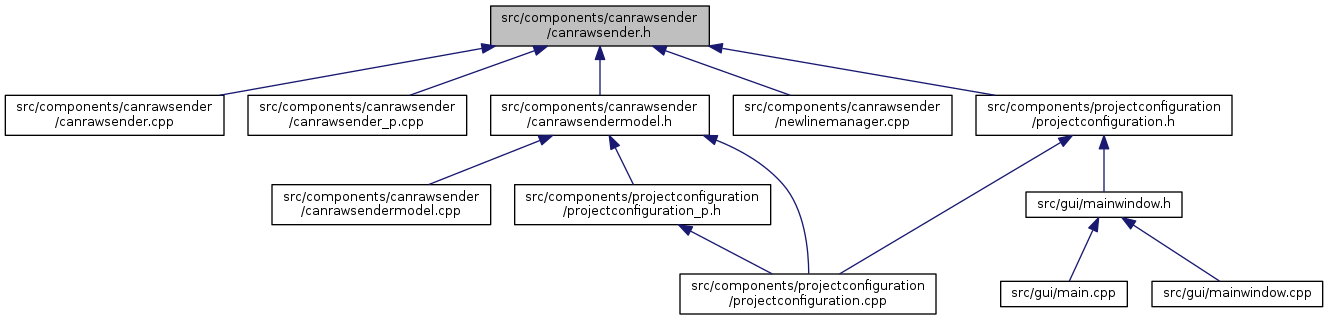 src/components/canrawsender
/canrawsender.h
src/components/canrawsender
/canrawsender.cpp
src/components/canrawsender
/canrawsender_p.cpp
src/components/canrawsender
/canrawsendermodel.h
src/components/canrawsender
/newlinemanager.cpp
src/components/projectconfiguration
/projectconfiguration.h
src/components/canrawsender
/canrawsendermodel.cpp
src/components/projectconfiguration
/projectconfiguration_p.h
src/gui/mainwindow.h
src/components/projectconfiguration
/projectconfiguration.cpp
src/gui/main.cpp
src/gui/mainwindow.cpp